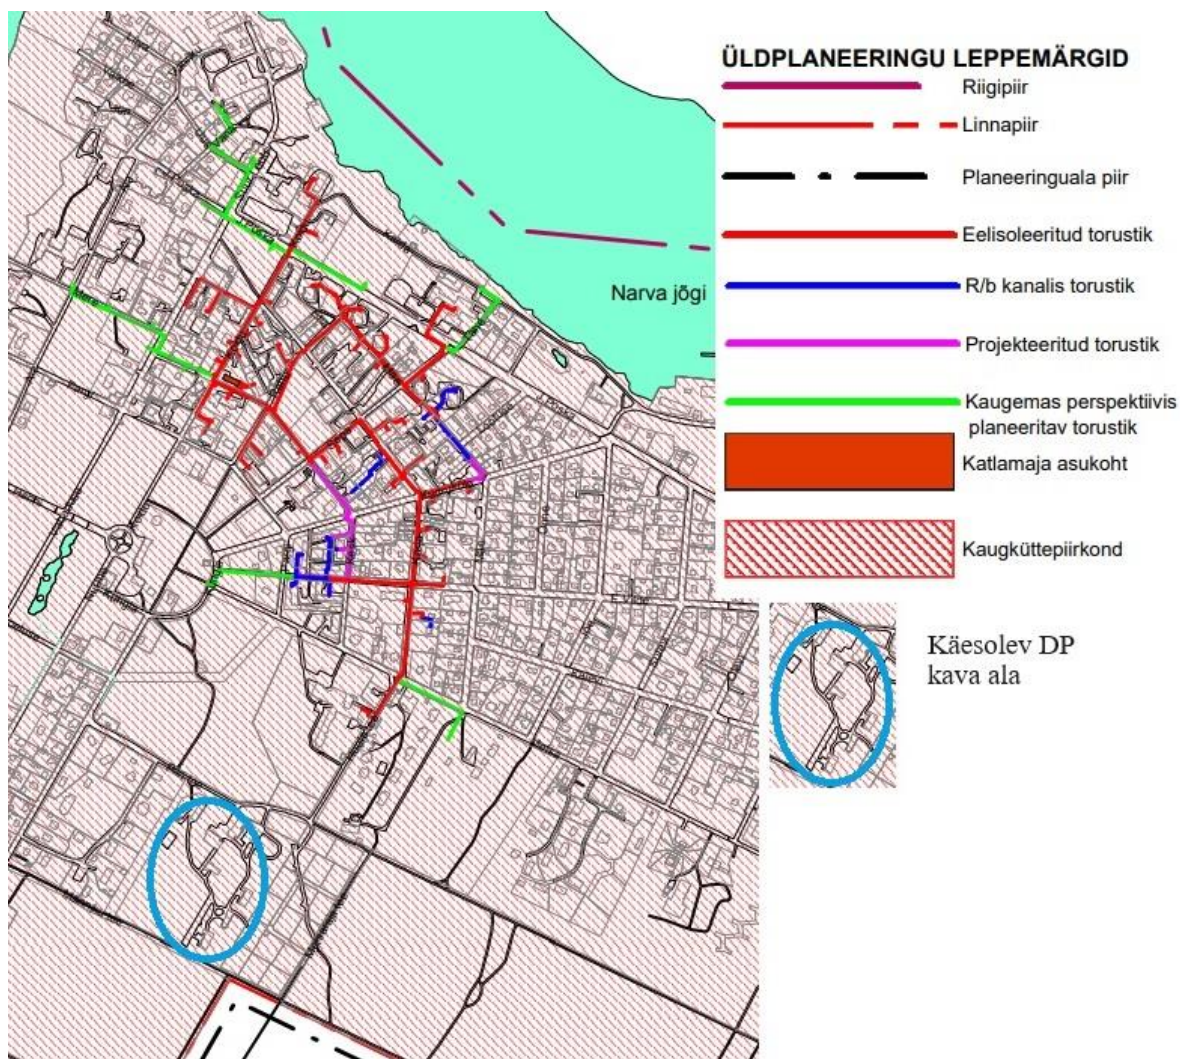 ÜLDPLANEERINGU LEPPEMÄRGID
Riigipiir
Linnapiir
Planeeringuala piir
Eelisoleeritud torustik
R/b kanalis torustik
Projekteeritud torustik
Kaugemas perspektiivis
planeeritav torustik
Katlamaja asukoht
Kaugküttepiirkond
Käesolev DP
kava ala
Narva jõgi